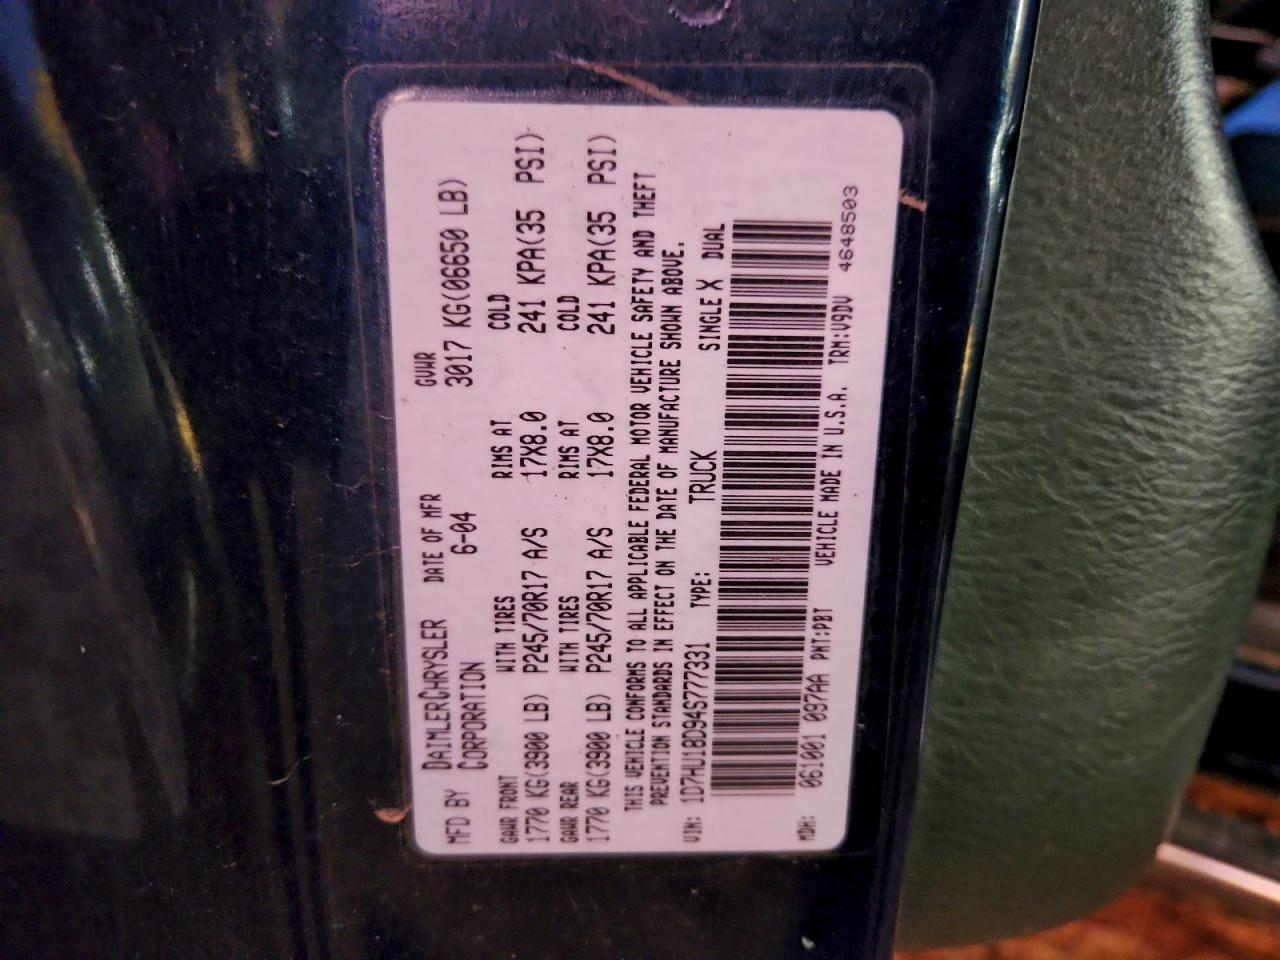 MFD BY DAIMLERCHRYSLER DATE OF MFR GVWR
CORPORATION 6-04 3017 KG(06650 LB)
GAWR FRONT WITH TIRES RIMS AT COLD
1770 KG(3900 LB) P245/70R17 A/S 17X8.0 241 KPA(35 PSI)
GAWR REAR WITH TIRES RIMS AT COLD
1770 KG(3900 LB) P245/70R17 A/S 17X8.0 241 KPA(35 PSI)
THIS VEHICLE CONFORMS TO ALL APPLICABLE FEDERAL MOTOR VEHICLE SAFETY AND THEFT
PREVENTION STANDARDS IN EFFECT ON THE DATE OF MANUFACTURE SHOWN ABOVE.
VIN: 1D7HU18D94S777331 TYPE: TRUCK SINGLE X DUAL
MDH: 061001 097AA PNT:PBT VEHICLE MADE IN U.S.A. TRM:V9DV 4648503